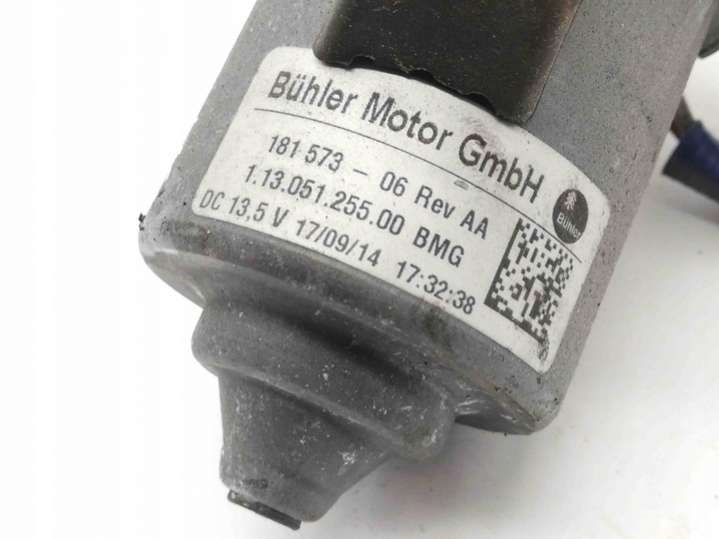 Bühler Motor GmbH
181 573 - 06 Rev AA
1.13.051.255.00 BMG
DC 13,5 V 17/09/14 17:32:38
Bühler